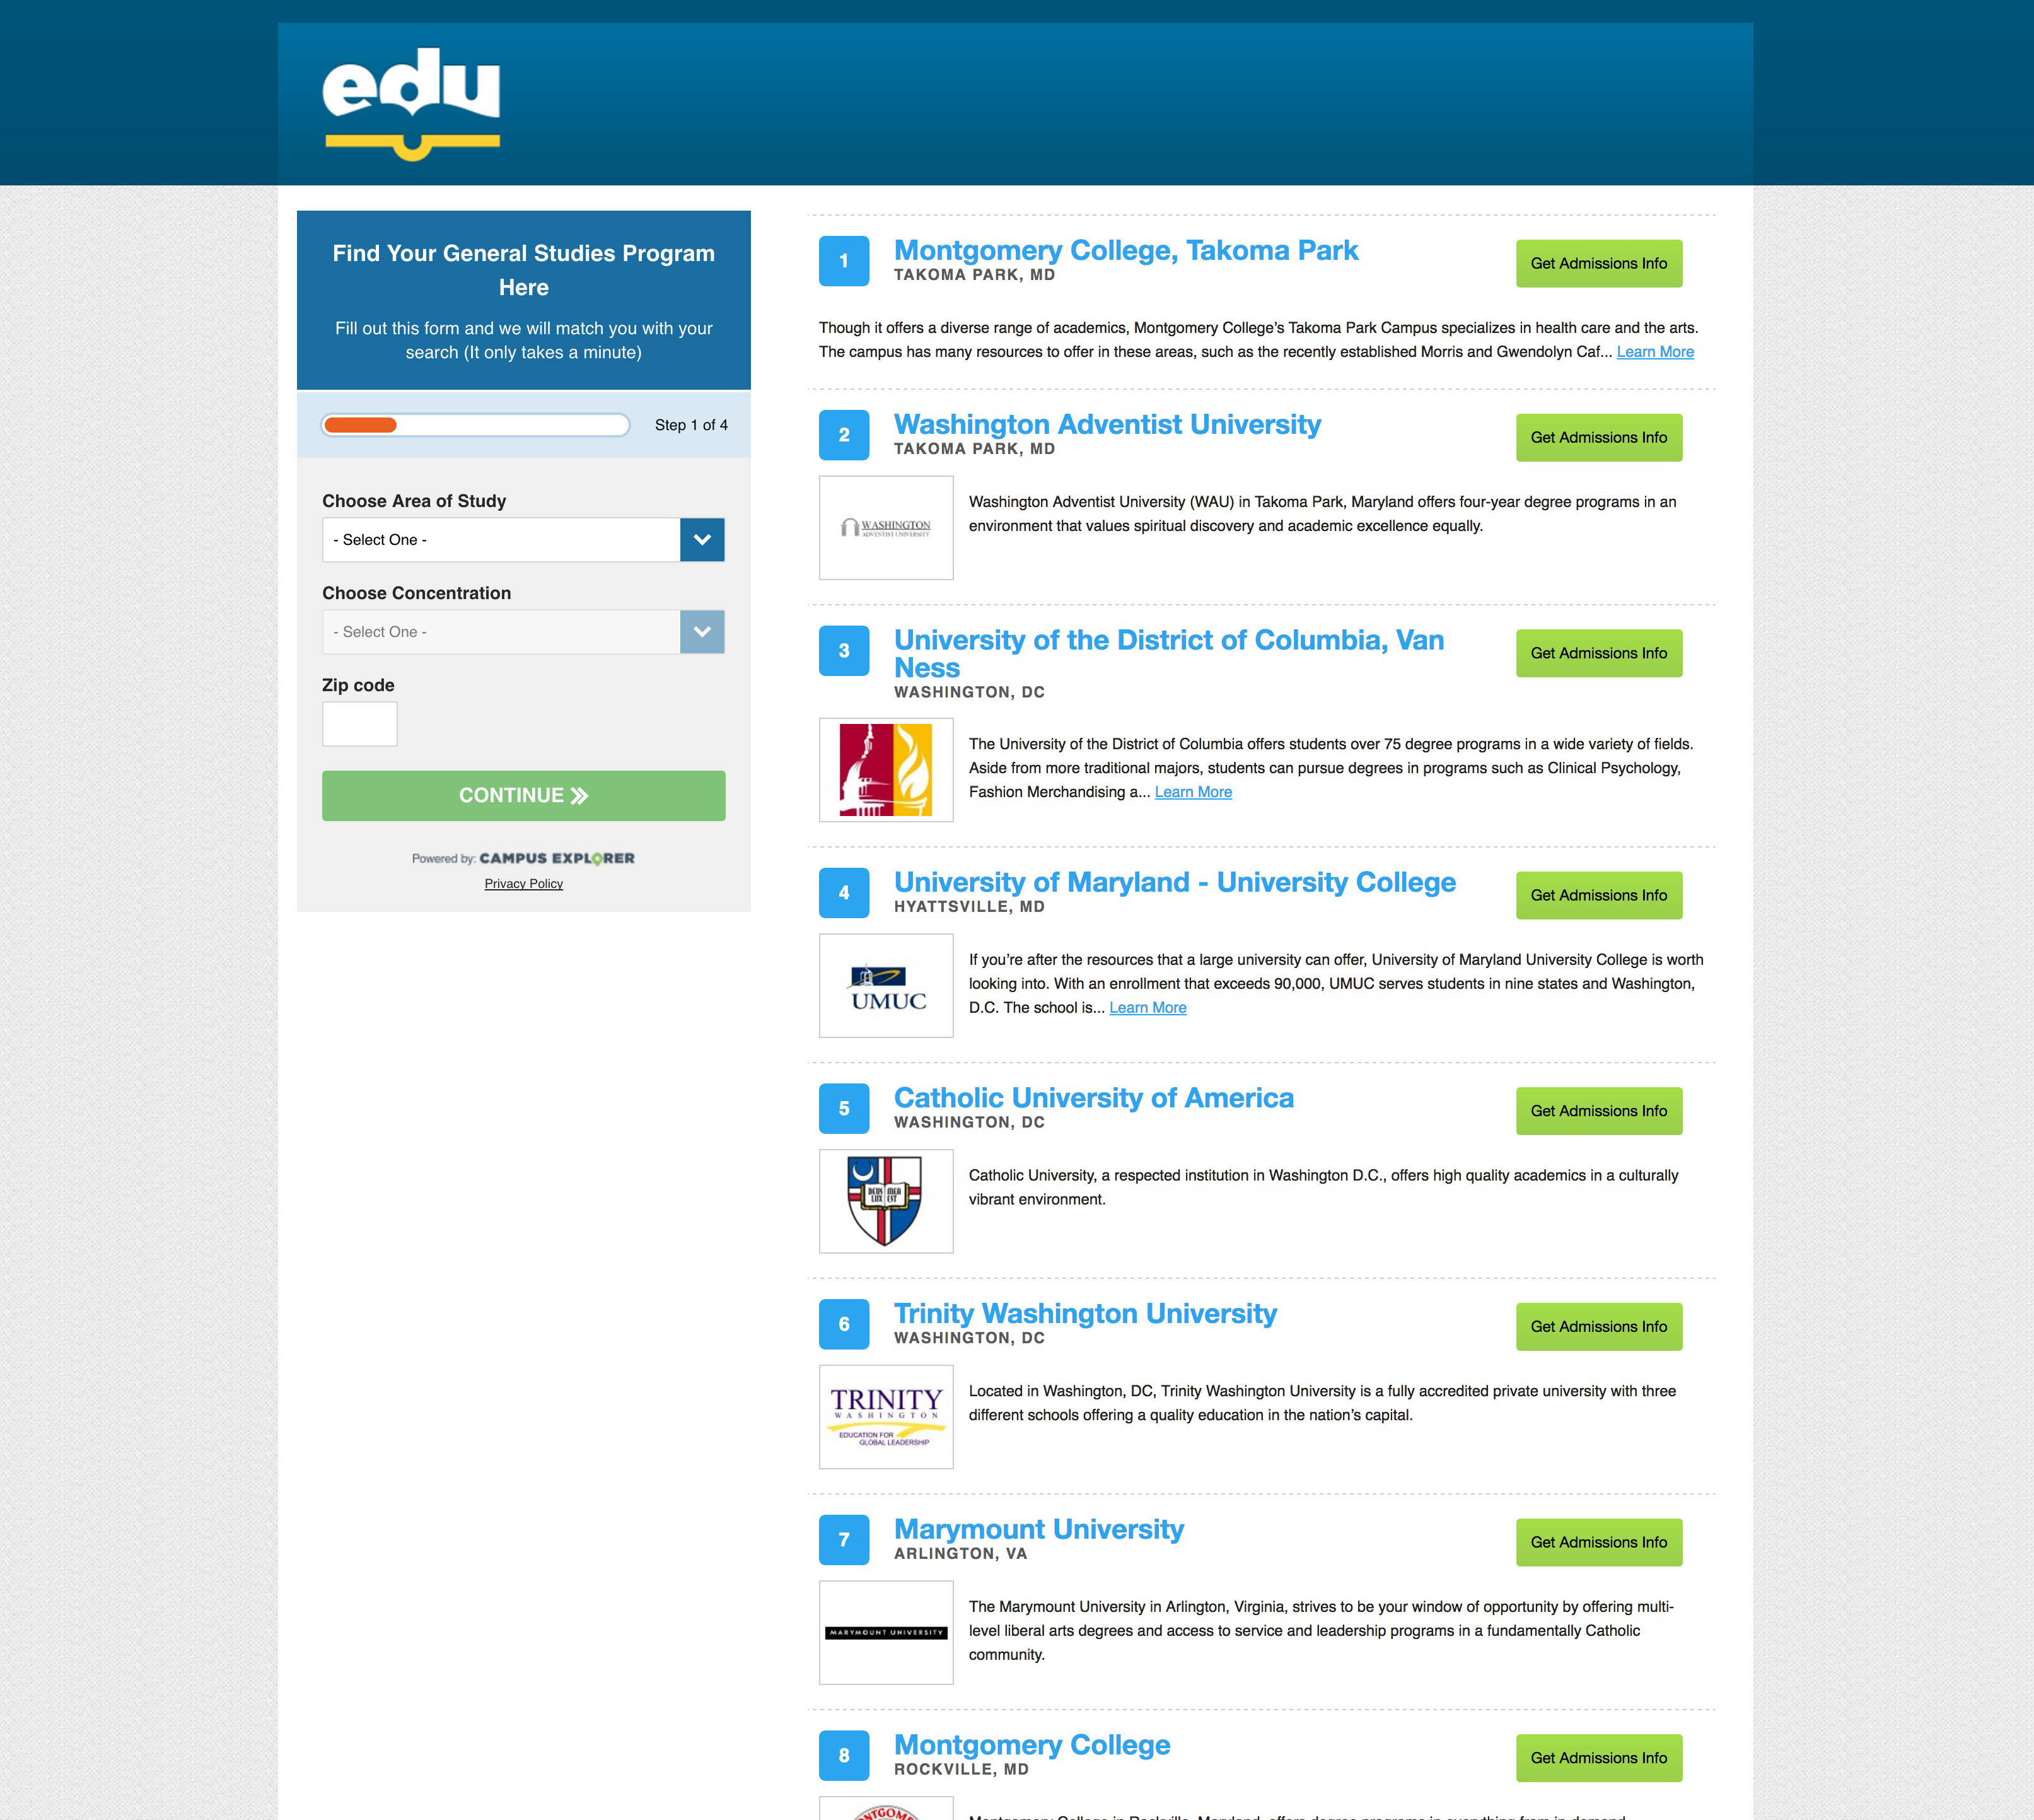 edu
Find Your General Studies Program
Here
Fill out this form and we will match you with your
search (It only takes a minute)
Step 1 of 4
Choose Area of Study
- Select One -
Choose Concentration
- Select One -
Zip code
CONTINUE
Powered by: CAMPUS EXPLORER
Privacy Policy
1
Montgomery College, Takoma Park
TAKOMA PARK, MD
Get Admissions Info
Though it offers a diverse range of academics, Montgomery College’s Takoma Park Campus specializes in health care and the arts.
The campus has many resources to offer in these areas, such as the recently established Morris and Gwendolyn Caf... Learn More
2
Washington Adventist University
TAKOMA PARK, MD
Get Admissions Info
WASHINGTON
ADVENTIST UNIVERSITY
Washington Adventist University (WAU) in Takoma Park, Maryland offers four-year degree programs in an
environment that values spiritual discovery and academic excellence equally.
3
University of the District of Columbia, Van
Ness
WASHINGTON, DC
Get Admissions Info
The University of the District of Columbia offers students over 75 degree programs in a wide variety of fields.
Aside from more traditional majors, students can pursue degrees in programs such as Clinical Psychology,
Fashion Merchandising a... Learn More
4
University of Maryland - University College
HYATTSVILLE, MD
Get Admissions Info
UMUC
If you’re after the resources that a large university can offer, University of Maryland University College is worth
looking into. With an enrollment that exceeds 90,000, UMUC serves students in nine states and Washington,
D.C. The school is... Learn More
5
Catholic University of America
WASHINGTON, DC
Get Admissions Info
DEUS MEA
LUX EST
Catholic University, a respected institution in Washington D.C., offers high quality academics in a culturally
vibrant environment.
6
Trinity Washington University
WASHINGTON, DC
Get Admissions Info
TRINITY
WASHINGTON
EDUCATION FOR
GLOBAL LEADERSHIP
Located in Washington, DC, Trinity Washington University is a fully accredited private university with three
different schools offering a quality education in the nation’s capital.
7
Marymount University
ARLINGTON, VA
Get Admissions Info
MARYMOUNT UNIVERSITY
The Marymount University in Arlington, Virginia, strives to be your window of opportunity by offering multi-
level liberal arts degrees and access to service and leadership programs in a fundamentally Catholic
community.
8
Montgomery College
ROCKVILLE, MD
Get Admissions Info